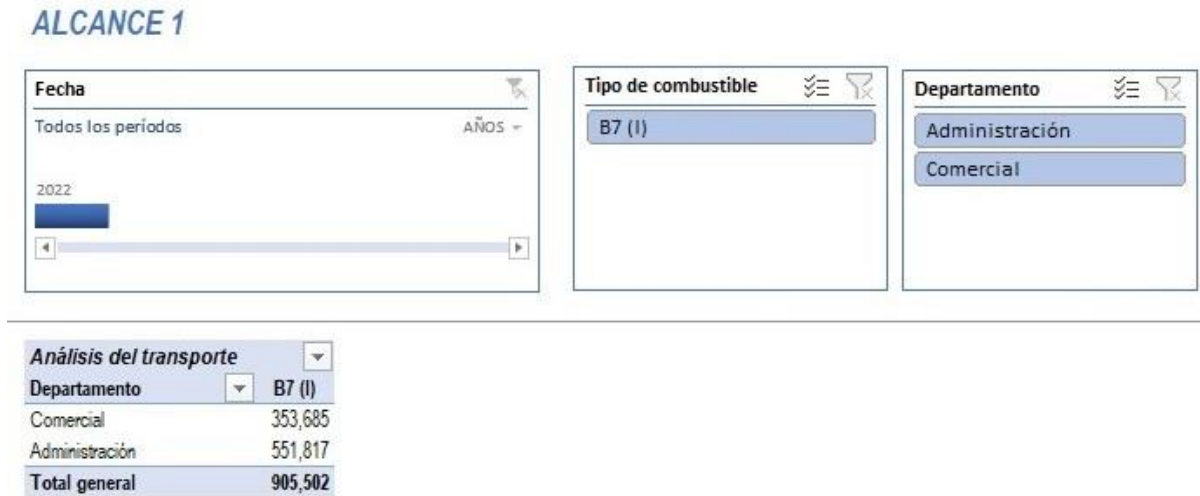 ALCANCE 1
Fecha
Todos los períodos AÑOS
2022
Tipo de combustible
B7 (l)
Departamento
Administración
Comercial
Análisis del transporte
Departamento B7 (l)
Comercial 353,685
Administración 551,817
Total general 905,502